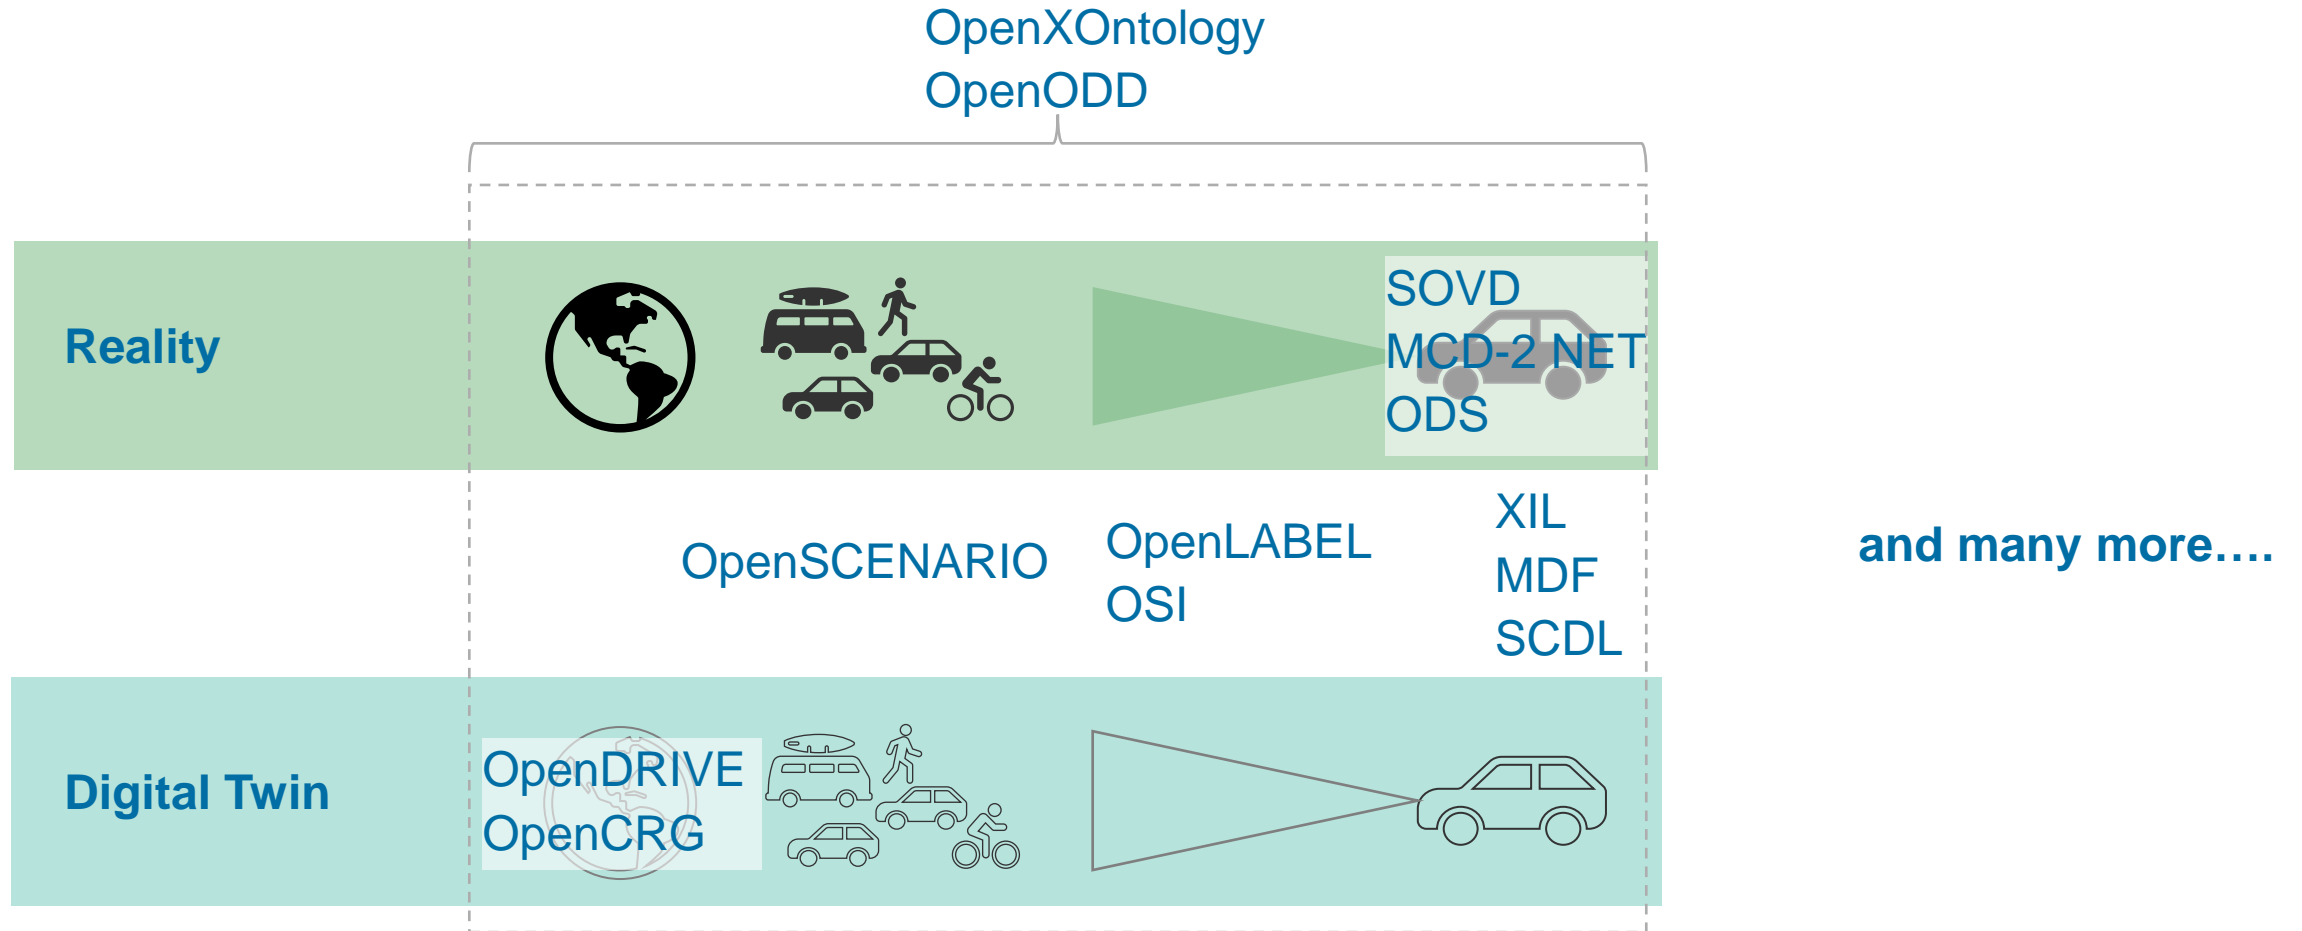 OpenXOntology
OpenODD
Reality
SOVD
MCD-2 NET
ODS
OpenSCENARIO
OpenLABEL
OSI
XIL
MDF
SCDL
and many more….
Digital Twin
OpenDRIVE
OpenCRG